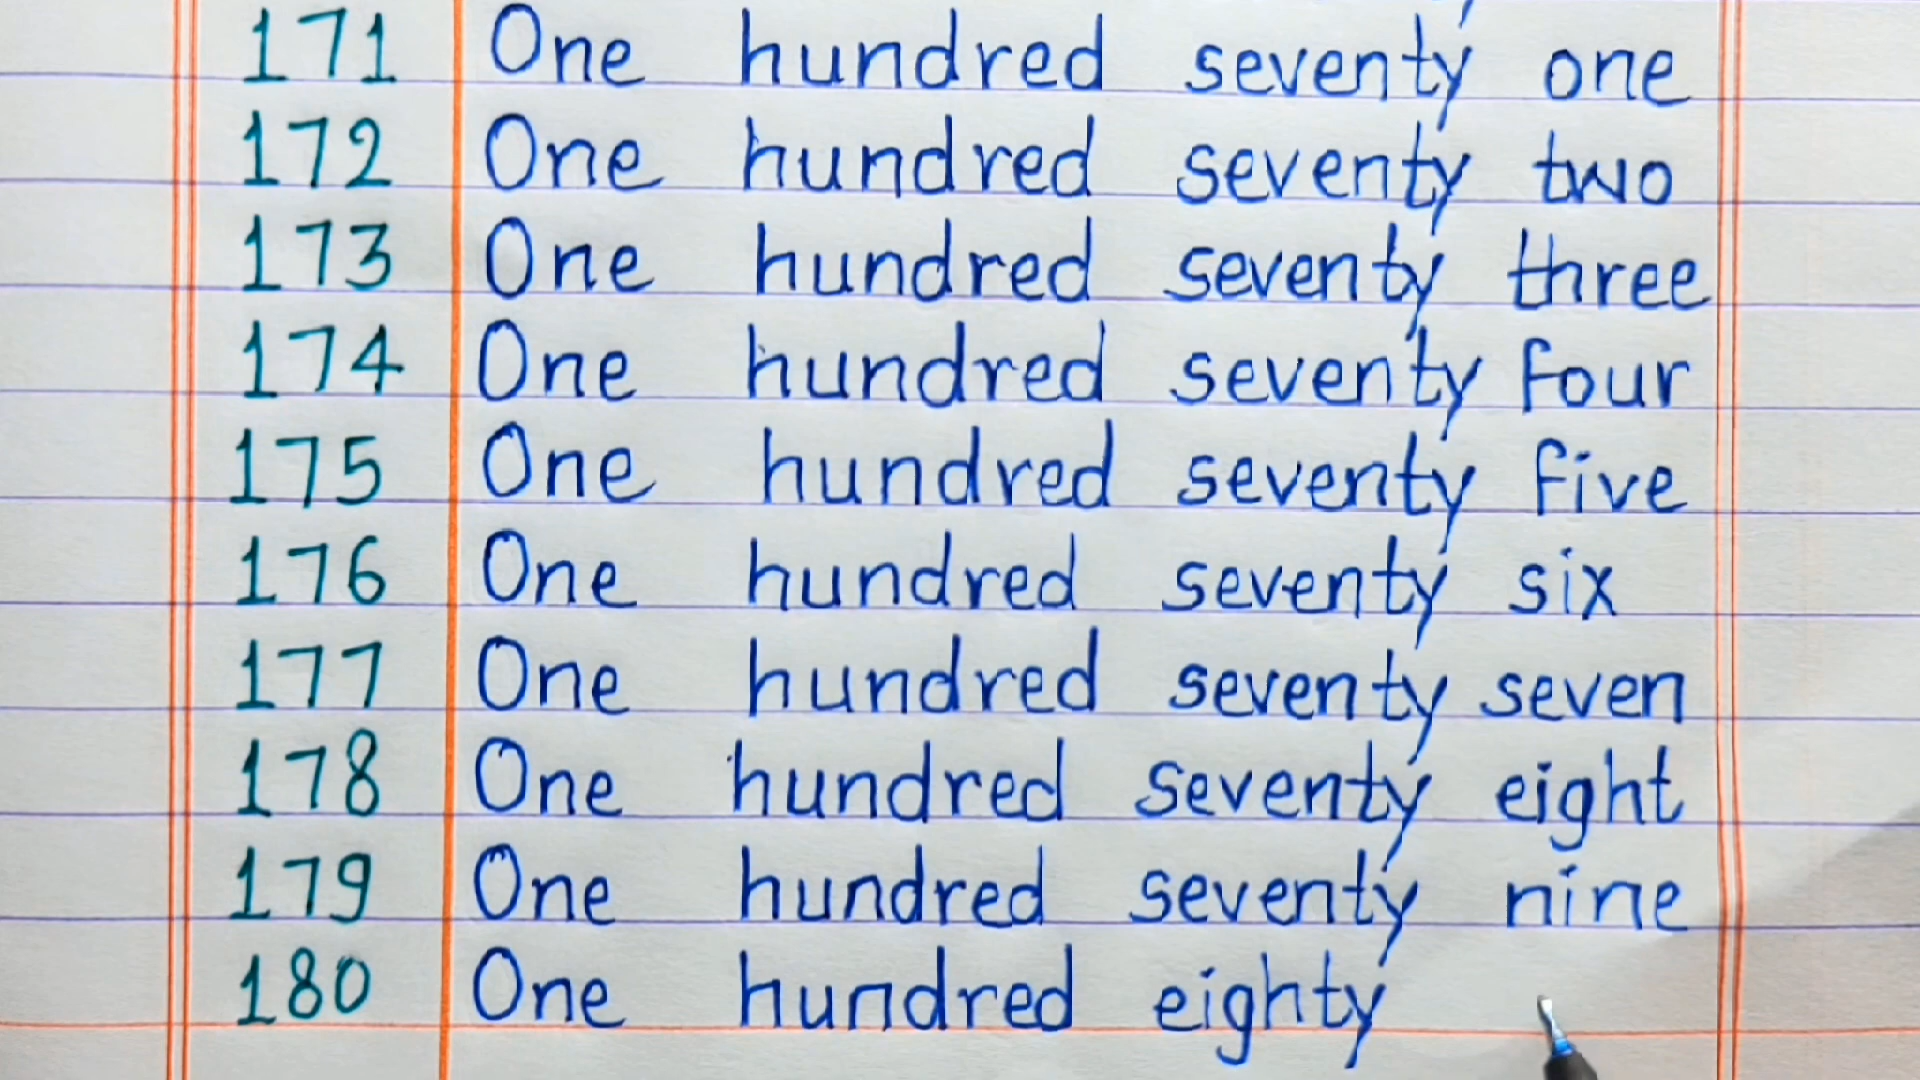 171 One hundred seventy one
172 One hundred seventy two
173 One hundred seventy three
174 One hundred seventy four
175 One hundred seventy five
176 One hundred seventy six
177 One hundred seventy seven
178 One hundred seventy eight
179 One hundred seventy nine
180 One hundred eighty